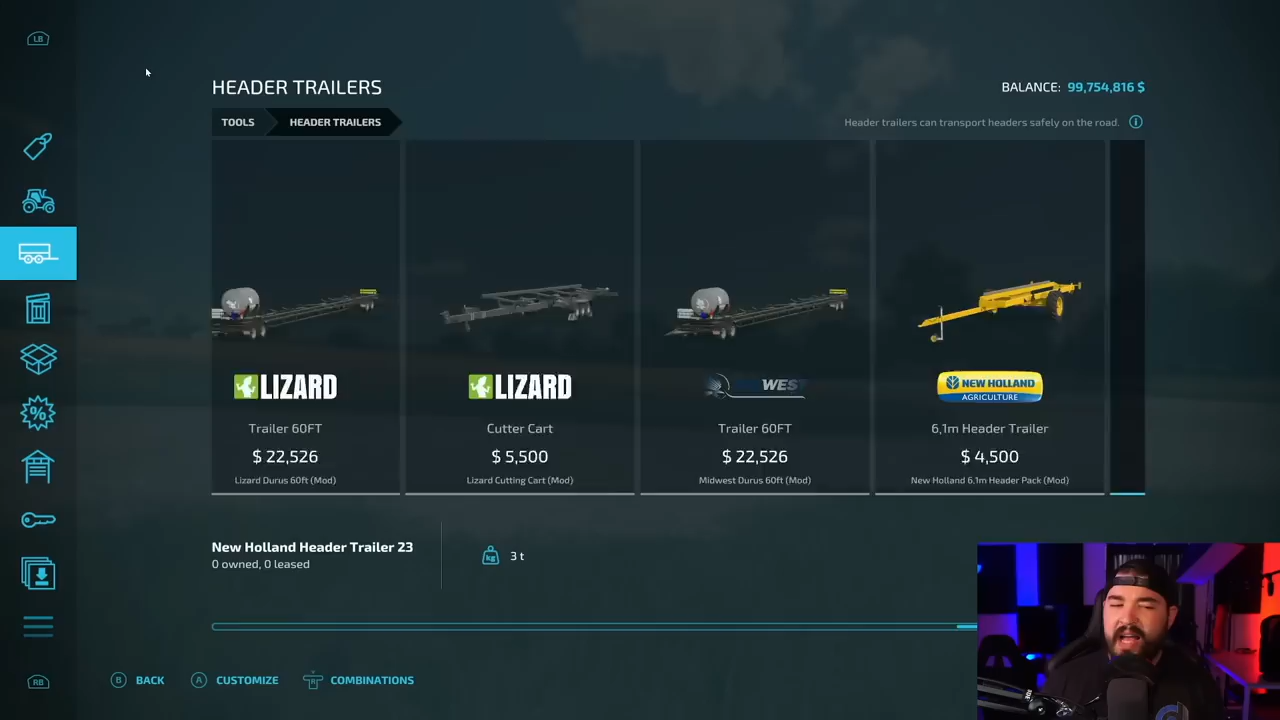 LB
HEADER TRAILERS
BALANCE: 99,754,816 $
TOOLS
HEADER TRAILERS
Header trailers can transport headers safely on the road.
LIZARD
Trailer 60FT
$ 22,526
Lizard Durus 60ft (Mod)
LIZARD
Cutter Cart
$ 5,500
Lizard Cutting Cart (Mod)
WEST
Trailer 60FT
$ 22,526
Midwest Durus 60ft (Mod)
NEW HOLLAND
AGRICULTURE
6,1m Header Trailer
$ 4,500
New Holland 6,1m Header Pack (Mod)
New Holland Header Trailer 23
0 owned, 0 leased
kg
3 t
RB
B BACK
A CUSTOMIZE
COMBINATIONS